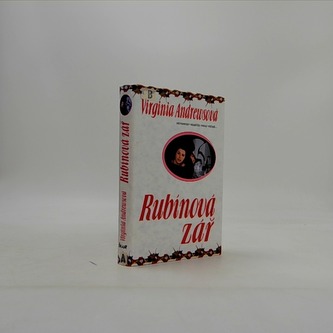 B
Virginia Andrewsová
Rubínová
zář
Virginia Andrewsová Rubínová zář